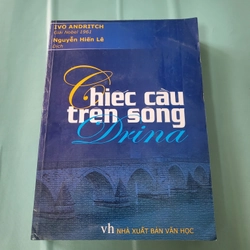 IVO ANDRITCH
Giải Nobel 1961
Nguyễn Hiến Lê
Dịch
Chiếc cầu
trên sông
Drina
vh NHÀ XUẤT BẢN VĂN HỌC